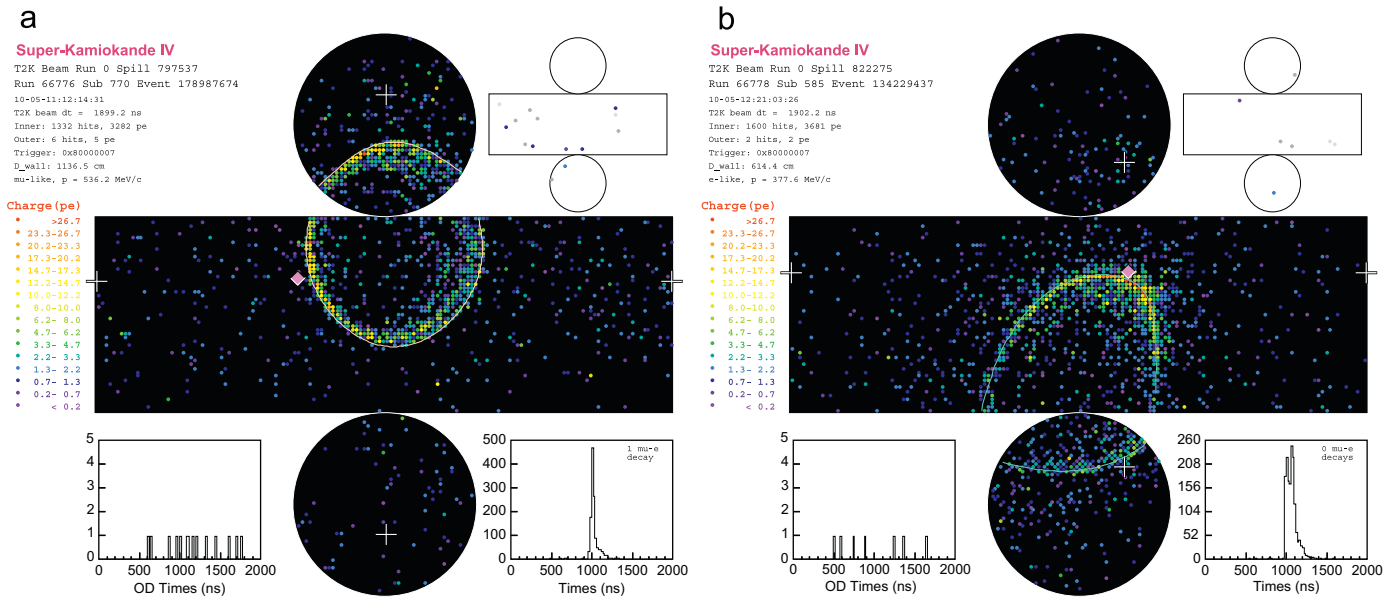 a
Super-Kamiokande IV
T2K Beam Run 0 Spill 797537
Run 66776 Sub 770 Event 178987674
10-05-11:12:14:31
T2K beam dt = 1899.2 ns
Inner: 1332 hits, 3282 pe
Outer: 6 hits, 5 pe
Trigger: 0x80000007
D_wall: 1136.5 cm
mu-like, p = 536.2 MeV/c
Charge(pe)
>26.7
23.3-26.7
20.2-23.3
17.3-20.2
14.7-17.3
12.2-14.7
10.0-12.2
8.0-10.0
6.2- 8.0
4.7- 6.2
3.3- 4.7
2.2- 3.3
1.3- 2.2
0.7- 1.3
0.2- 0.7
< 0.2
5
4
3
2
1
0
0 500 1000 1500 2000
OD Times (ns)
1 mu-e
decay
500
400
300
200
100
0
0 500 1000 1500 2000
Times (ns)
b
Super-Kamiokande IV
T2K Beam Run 0 Spill 822275
Run 66778 Sub 585 Event 134229437
10-05-12:21:03:26
T2K beam dt = 1902.2 ns
Inner: 1600 hits, 3681 pe
Outer: 2 hits, 2 pe
Trigger: 0x80000007
D_wall: 614.4 cm
e-like, p = 377.6 MeV/c
Charge(pe)
>26.7
23.3-26.7
20.2-23.3
17.3-20.2
14.7-17.3
12.2-14.7
10.0-12.2
8.0-10.0
6.2- 8.0
4.7- 6.2
3.3- 4.7
2.2- 3.3
1.3- 2.2
0.7- 1.3
0.2- 0.7
< 0.2
5
4
3
2
1
0
0 500 1000 1500 2000
OD Times (ns)
0 mu-e
decays
260
208
156
104
52
0
0 500 1000 1500 2000
Times (ns)